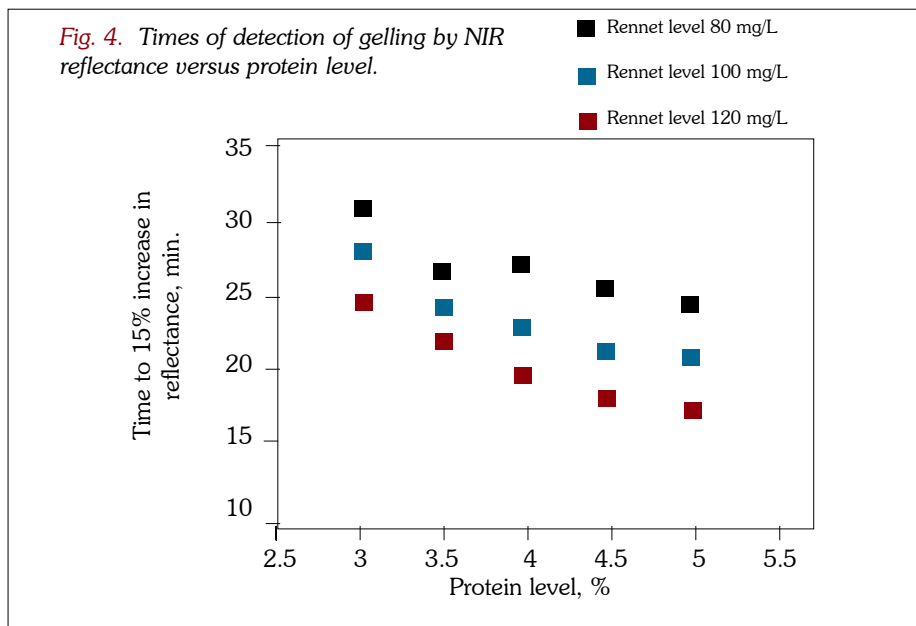 Fig. 4. Times of detection of gelling by NIR
reflectance versus protein level.
Rennet level 80 mg/L
Rennet level 100 mg/L
Rennet level 120 mg/L
Time to 15% increase in
reflectance, min.
35
30
25
20
15
10
2.5 3 3.5 4 4.5 5 5.5
Protein level, %